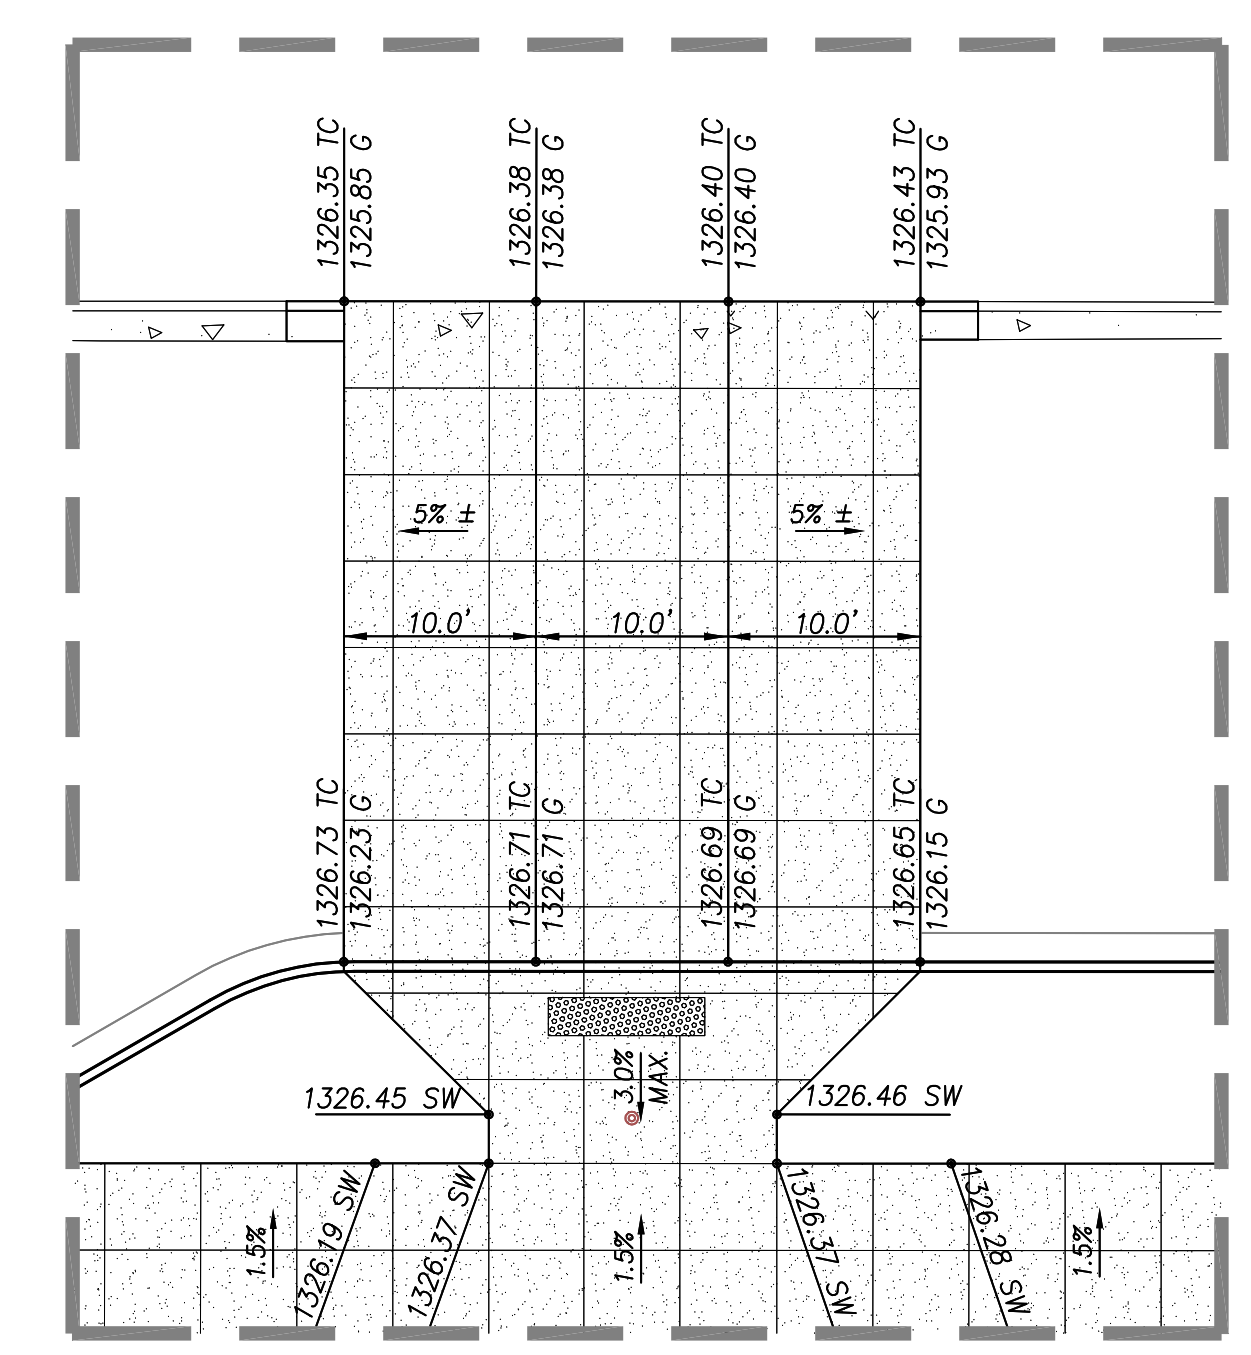 1326.35 TC
1325.85 G
1326.38 TC
1326.38 G
1326.40 TC
1326.40 G
1326.43 TC
1325.93 G
5% ±
5% ±
10.0'
10.0'
10.0'
1326.73 TC
1326.23 G
1326.71 TC
1326.71 G
1326.69 TC
1326.69 G
1326.65 TC
1326.15 G
3.0%
MAX.
1326.45 SW
1326.46 SW
1.5%
1326.19 SW
1326.37 SW
1.5%
1326.37 SW
1326.28 SW
1.5%